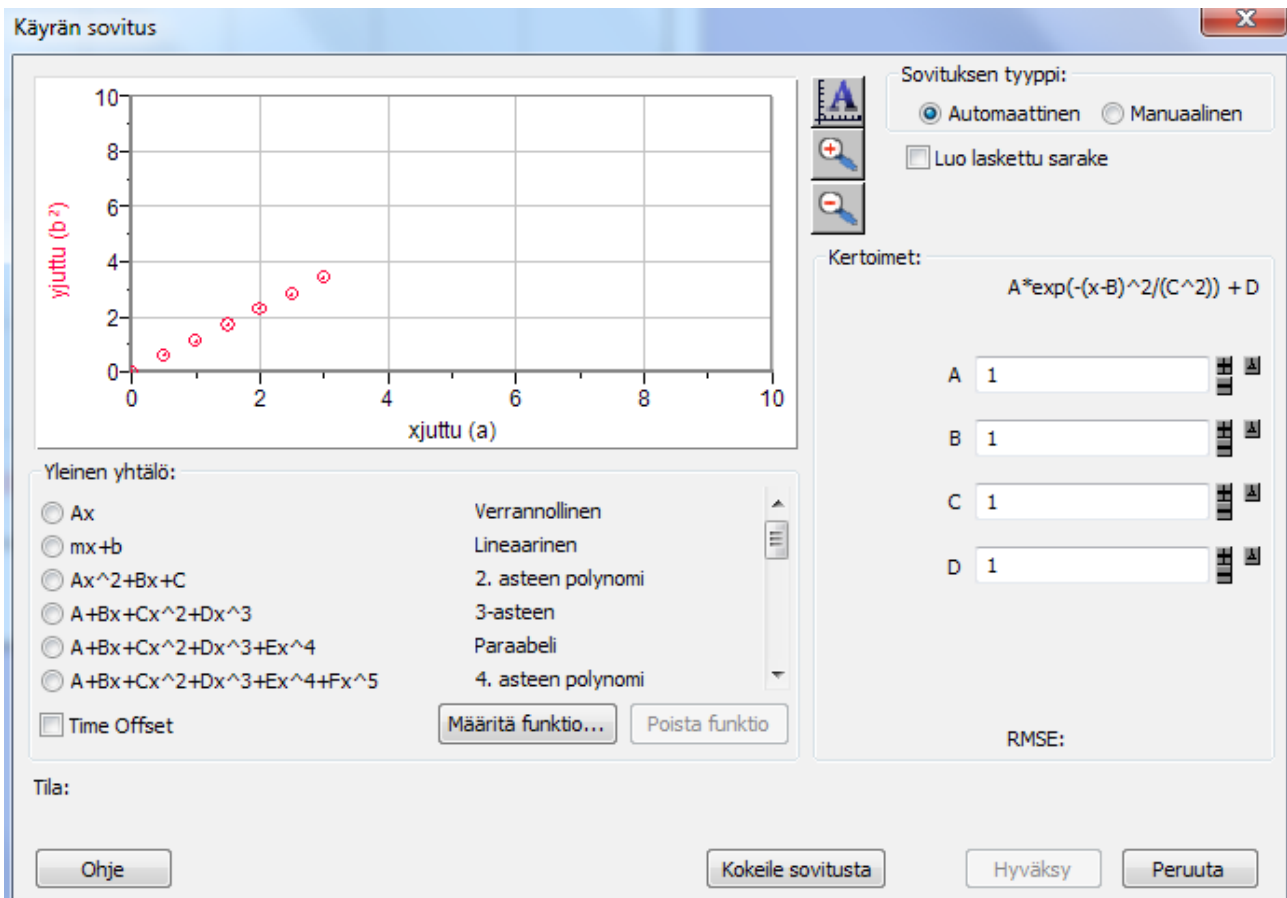 Käyrän sovitus
X
10
8
6
4
2
0
yjuttu (b²)
0 2 4 6 8 10
xjuttu (a)
A
Sovituksen tyyppi:
Automaattinen Manuaalinen
Luo laskettu sarake
Kertoimet:
A*exp(-(x-B)^2/(C^2)) + D
A 1
B 1
C 1
D 1
RMSE:
Yleinen yhtälö:
Ax Verrannollinen
mx+b Lineaarinen
Ax^2+Bx+C 2. asteen polynomi
A+Bx+Cx^2+Dx^3 3-asteen
A+Bx+Cx^2+Dx^3+Ex^4 Paraabeli
A+Bx+Cx^2+Dx^3+Ex^4+Fx^5 4. asteen polynomi
Time Offset Määritä funktio... Poista funktio
Tila:
Ohje Kokeile sovitusta Hyväksy Peruuta